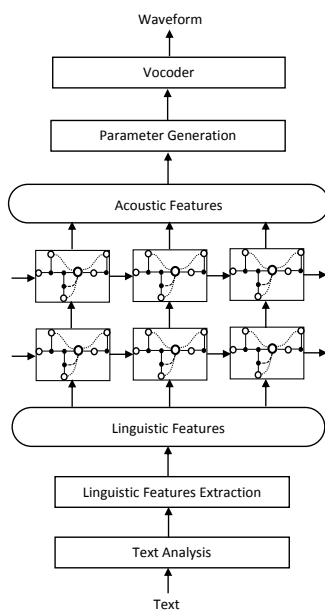 Waveform
Vocoder
Parameter Generation
Acoustic Features
Linguistic Features
Linguistic Features Extraction
Text Analysis
Text